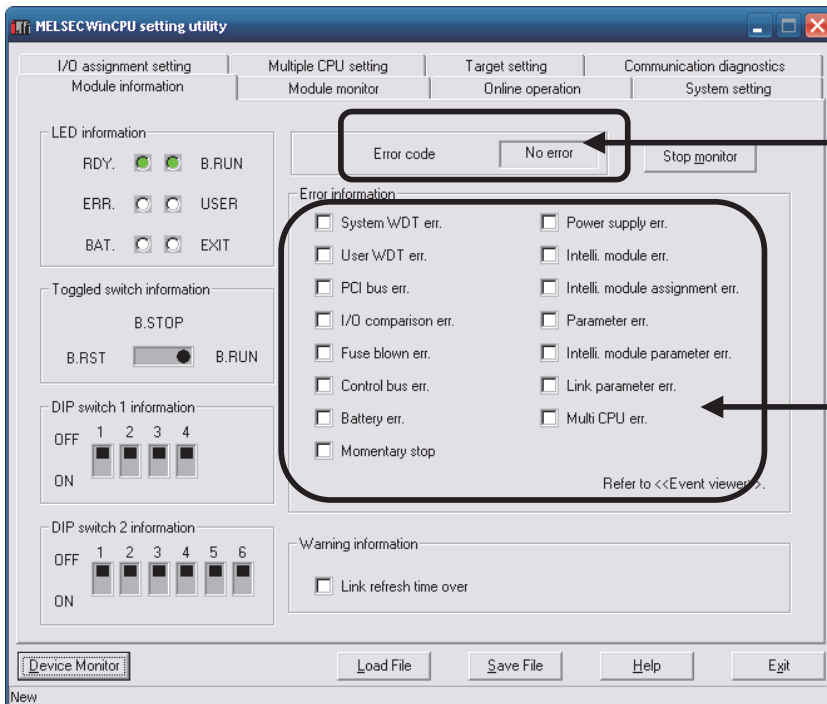 MELSECWinCPU setting utility
I/O assignment setting
Multiple CPU setting
Target setting
Communication diagnostics
Module information
Module monitor
Online operation
System setting
LED information
RDY. B.RUN
ERR. USER
BAT. EXIT
Toggled switch information
B.STOP
B.RST B.RUN
DIP switch 1 information
OFF 1 2 3 4
ON
DIP switch 2 information
OFF 1 2 3 4 5 6
ON
Error code No error
Stop monitor
Error information
System WDT err.
User WDT err.
PCI bus err.
I/O comparison err.
Fuse blown err.
Control bus err.
Battery err.
Momentary stop
Power supply err.
Intelli. module err.
Intelli. module assignment err.
Parameter err.
Intelli. module parameter err.
Link parameter err.
Multi CPU err.
Refer to <<Event viewer>>.
Warning information
Link refresh time over
Device Monitor
Load File
Save File
Help
Exit
New